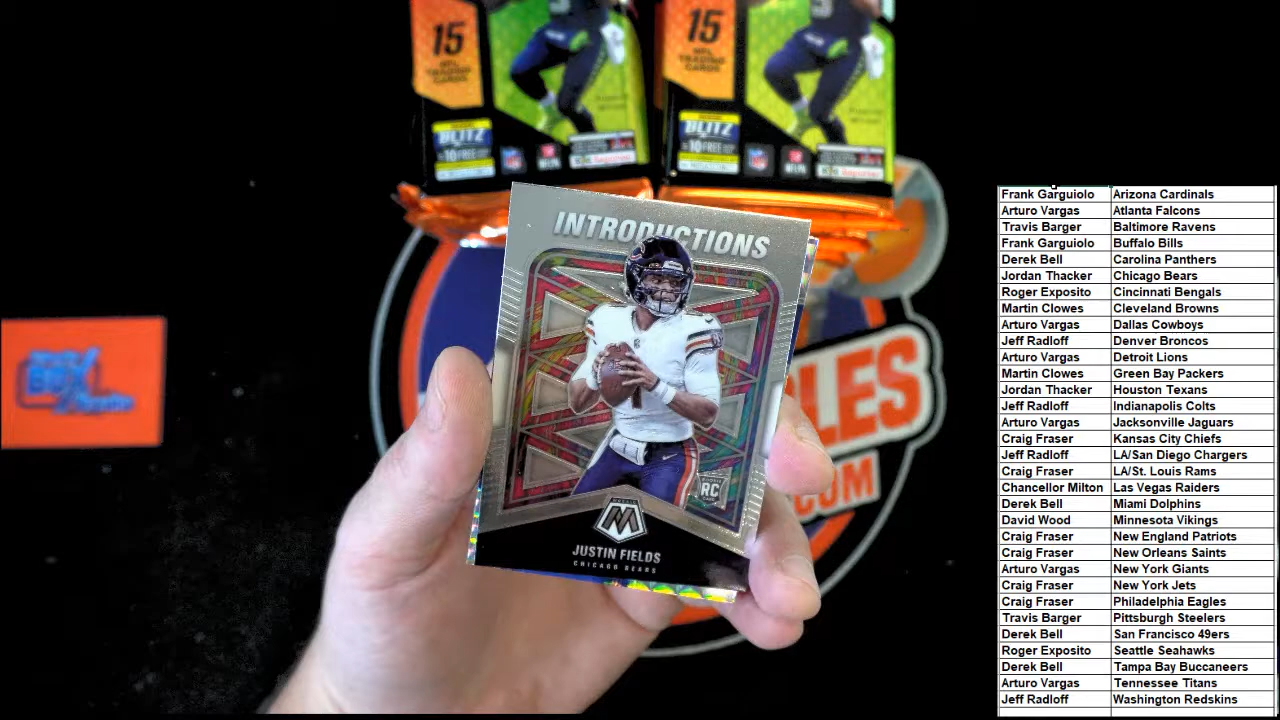 15
NFL
TRADING
CARDS
BLITZ
10 FREE
15
NFL
TRADING
CARDS
BLITZ
10 FREE
INTRODUCTIONS
RC
M
JUSTIN FIELDS
CHICAGO BEARS
LES
.COM
BOX
Frank Garguiolo Arizona Cardinals
Arturo Vargas Atlanta Falcons
Travis Barger Baltimore Ravens
Frank Garguiolo Buffalo Bills
Derek Bell Carolina Panthers
Jordan Thacker Chicago Bears
Roger Exposito Cincinnati Bengals
Martin Clowes Cleveland Browns
Arturo Vargas Dallas Cowboys
Jeff Radloff Denver Broncos
Arturo Vargas Detroit Lions
Martin Clowes Green Bay Packers
Jordan Thacker Houston Texans
Jeff Radloff Indianapolis Colts
Arturo Vargas Jacksonville Jaguars
Craig Fraser Kansas City Chiefs
Jeff Radloff LA/San Diego Chargers
Craig Fraser LA/St. Louis Rams
Chancellor Milton Las Vegas Raiders
Derek Bell Miami Dolphins
David Wood Minnesota Vikings
Craig Fraser New England Patriots
Craig Fraser New Orleans Saints
Arturo Vargas New York Giants
Craig Fraser New York Jets
Craig Fraser Philadelphia Eagles
Travis Barger Pittsburgh Steelers
Derek Bell San Francisco 49ers
Roger Exposito Seattle Seahawks
Derek Bell Tampa Bay Buccaneers
Arturo Vargas Tennessee Titans
Jeff Radloff Washington Redskins